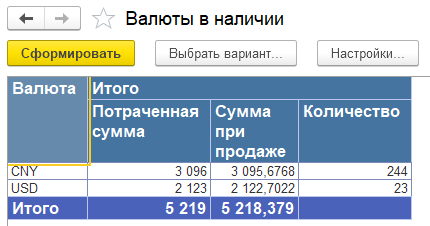 Валюты в наличии
Сформировать Выбрать вариант... Настройки...
Валюта Итого
Потраченная сумма Сумма при продаже Количество
CNY 3 096 3 095,6768 244
USD 2 123 2 122,7022 23
Итого 5 219 5 218,379